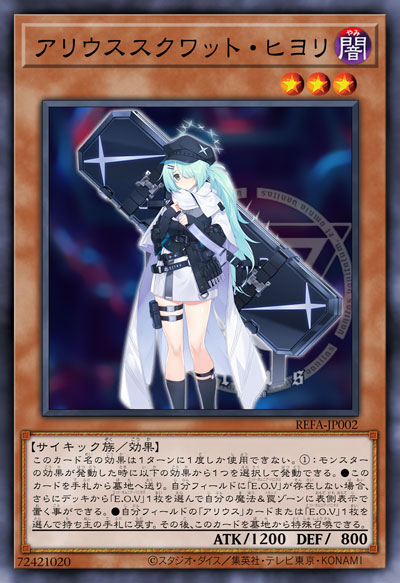 アリウススクワット・ヒヨリ
闇
やみ
REFA-JP002
【サイキック族/効果】
このカード名の効果は1ターンに1度しか使用できない。①:モンスター
の効果が発動した時に以下の効果から1つを選択して発動できる。●この
カードを手札から墓地へ送り。自分フィールドに「E.O.V」が存在しない場合、
さらにデッキから「E.O.V」1枚を選んで自分の魔法&罠ゾーンに表側表示で
置く事ができる。●自分フィールドの「アリウス」カードまたは「E.O.V」1枚を
選んで持ち主の手札に戻す。その後、このカードを墓地から特殊召喚できる。
ATK/1200 DEF/ 800
72421020
©スタジオ・ダイス/集英社・テレビ東京・KONAMI